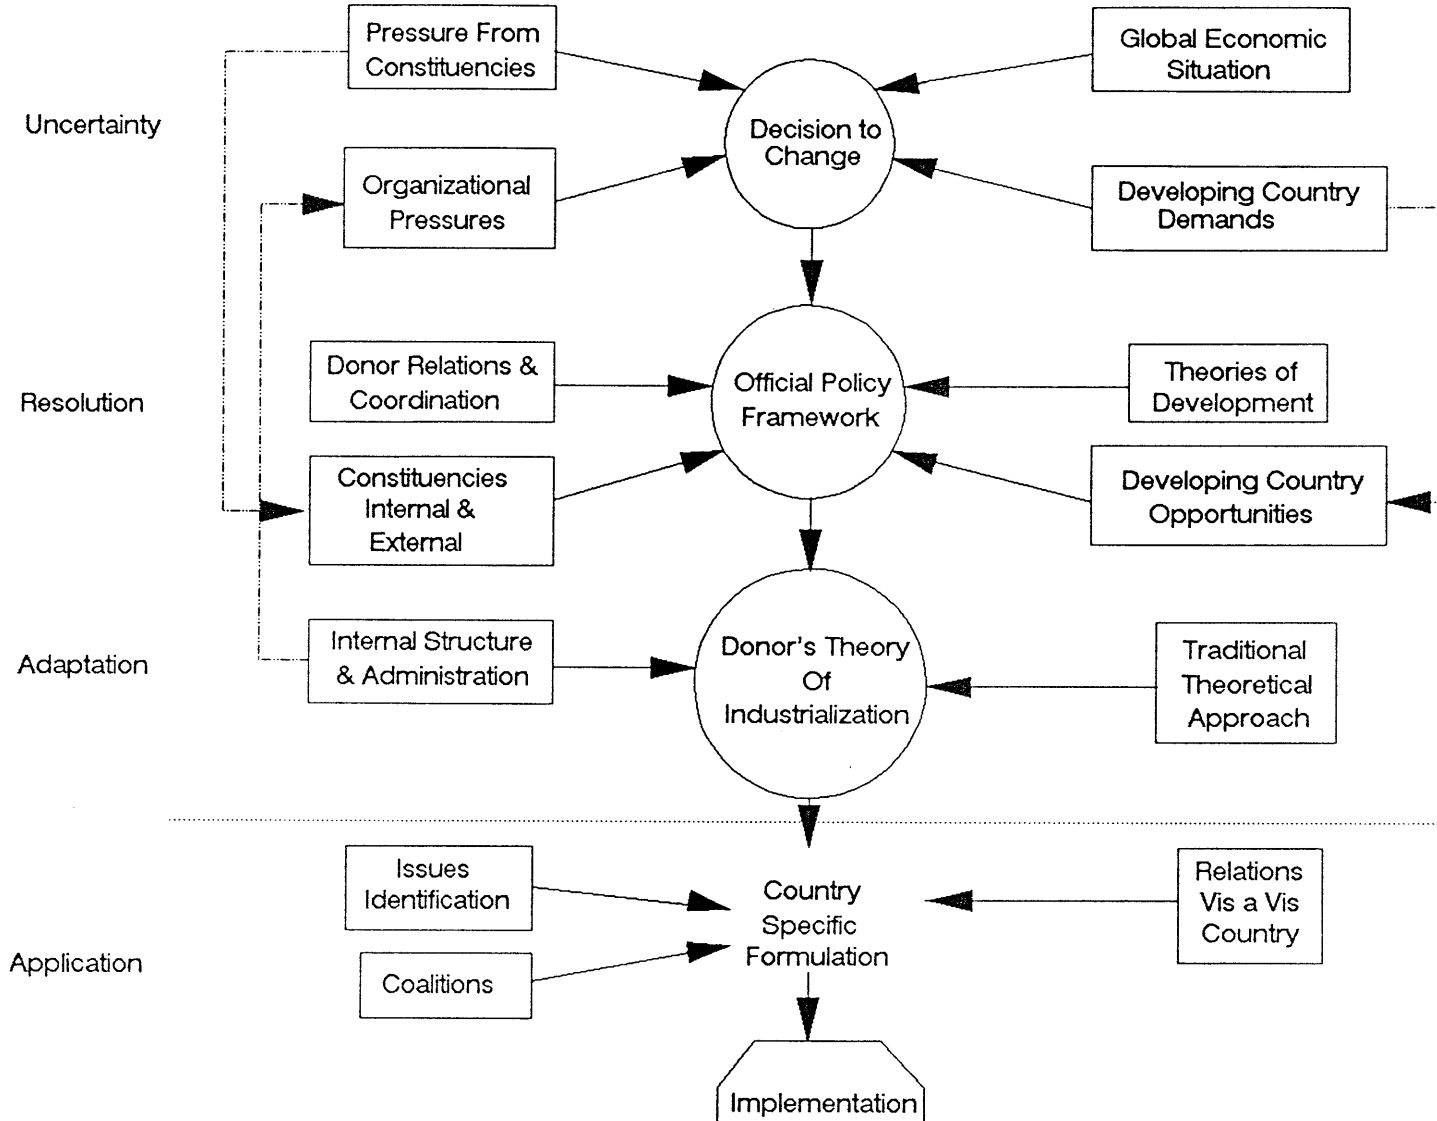 Pressure From
Constituencies
Global Economic
Situation
Uncertainty
Decision to
Change
Organizational
Pressures
Developing Country
Demands
Resolution
Donor Relations &
Coordination
Official Policy
Framework
Theories of
Development
Constituencies
Internal &
External
Developing Country
Opportunities
Adaptation
Internal Structure
& Administration
Donor's Theory
Of
Industrialization
Traditional
Theoretical
Approach
Application
Issues
Identification
Country
Specific
Formulation
Relations
Vis a Vis
Country
Coalitions
Implementation